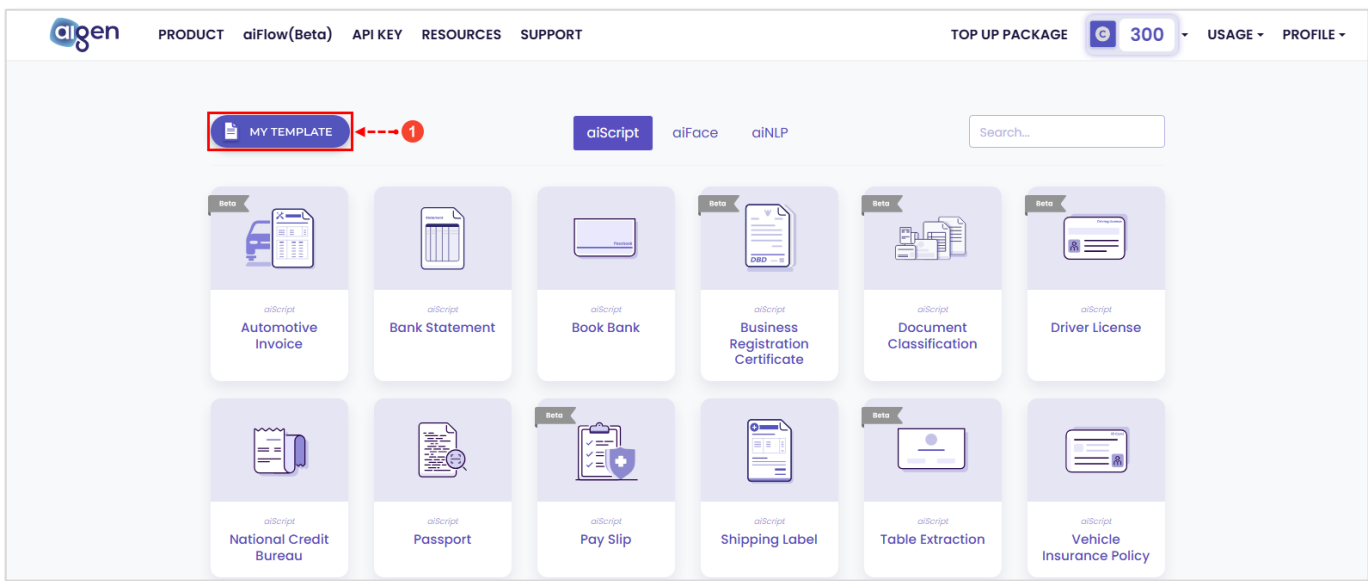 aigen
PRODUCT aiFlow(Beta) API KEY RESOURCES SUPPORT TOP UP PACKAGE C 300 USAGE PROFILE
MY TEMPLATE 1 aiScript aiFace aiNLP Search...
Beta
aiScript
Automotive
Invoice
aiScript
Bank Statement
Passbook
aiScript
Book Bank
Beta
DBD
aiScript
Business
Registration
Certificate
Beta
aiScript
Document
Classification
Beta
aiScript
Driver License
aiScript
National Credit
Bureau
aiScript
Passport
Beta
aiScript
Pay Slip
aiScript
Shipping Label
Beta
aiScript
Table Extraction
aiScript
Vehicle
Insurance Policy